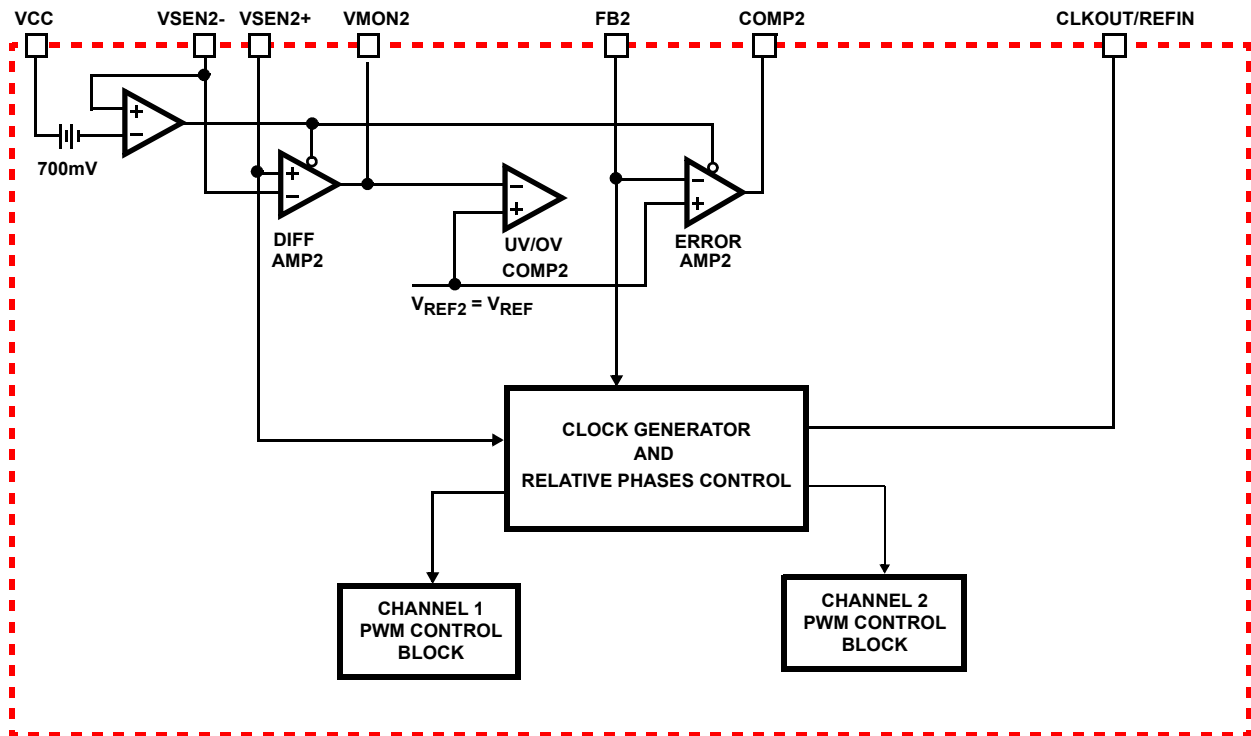 VCC VSEN2- VSEN2+ VMON2 FB2 COMP2 CLKOUT/REFIN
+
−
700mV
+
−
DIFF
AMP2
−
+
UV/OV
COMP2
−
+
ERROR
AMP2
VREF2 = VREF
CLOCK GENERATOR
AND
RELATIVE PHASES CONTROL
CHANNEL 1
PWM CONTROL
BLOCK
CHANNEL 2
PWM CONTROL
BLOCK